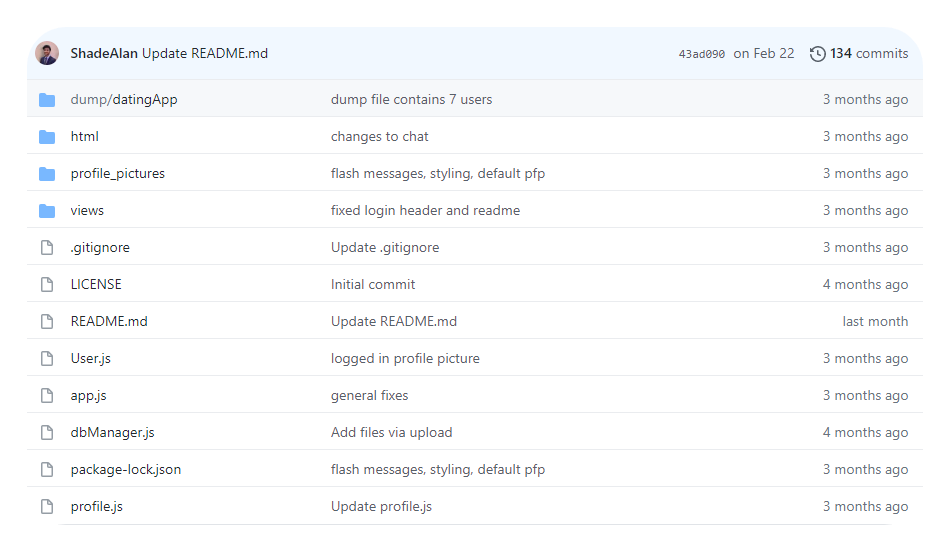 ShadeAlan Update README.md 43ad090 on Feb 22 134 commits
dump/datingApp dump file contains 7 users 3 months ago
html changes to chat 3 months ago
profile_pictures flash messages, styling, default pfp 3 months ago
views fixed login header and readme 3 months ago
.gitignore Update .gitignore 3 months ago
LICENSE Initial commit 4 months ago
README.md Update README.md last month
User.js logged in profile picture 3 months ago
app.js general fixes 3 months ago
dbManager.js Add files via upload 4 months ago
package-lock.json flash messages, styling, default pfp 3 months ago
profile.js Update profile.js 3 months ago